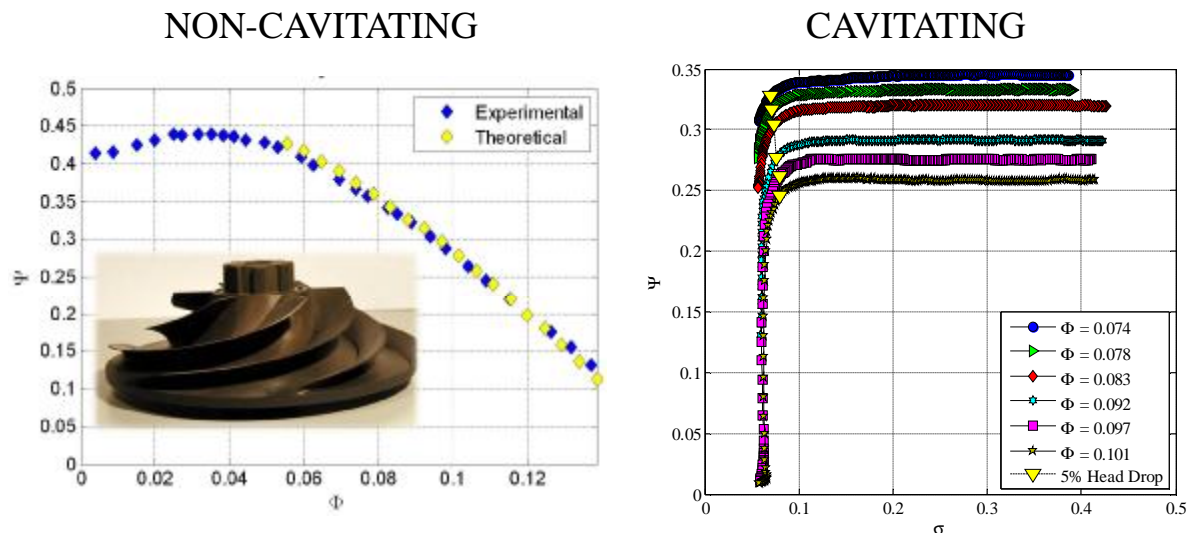 NON-CAVITATING
CAVITATING
0.5
0.45
0.4
0.35
0.3
0.25
0.2
0.15
0.1
0.05
0
Ψ
Experimental
Theoretical
0 0.02 0.04 0.06 0.08 0.1 0.12
Φ
0.35
0.3
0.25
0.2
0.15
0.1
0.05
0
Ψ
Φ = 0.074
Φ = 0.078
Φ = 0.083
Φ = 0.092
Φ = 0.097
Φ = 0.101
5% Head Drop
0 0.1 0.2 0.3 0.4 0.5
σ